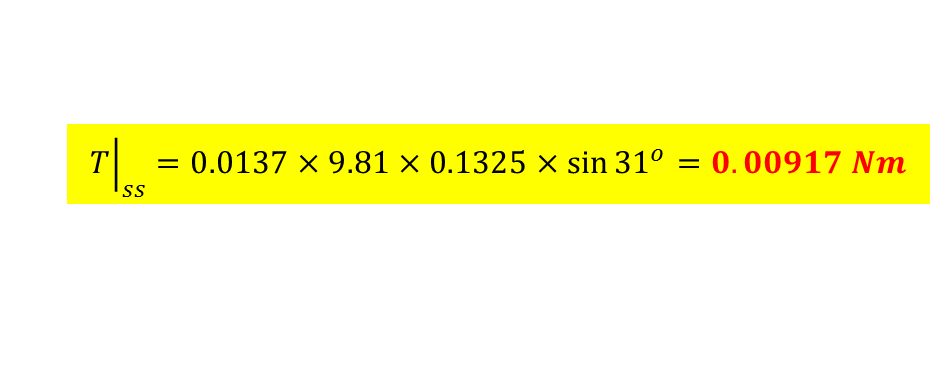 T|ss = 0.0137 × 9.81 × 0.1325 × sin 31° = 0.00917 Nm